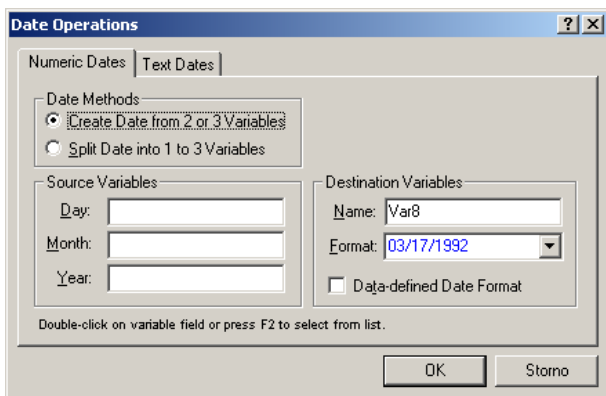 Date Operations
Numeric Dates Text Dates
Date Methods
Create Date from 2 or 3 Variables
Split Date into 1 to 3 Variables
Source Variables
Day:
Month:
Year:
Destination Variables
Name: Var8
Format: 03/17/1992
Data-defined Date Format
Double-click on variable field or press F2 to select from list.
OK Storno